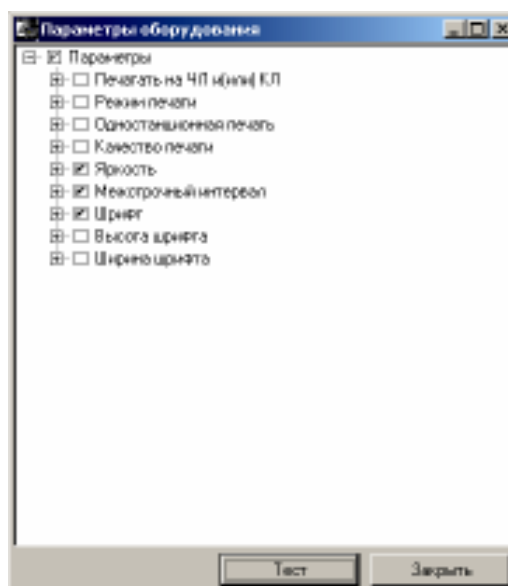 Параметры оборудования
Параметры
Печатать на ЧЛ и(или) КЛ
Режим печати
Одностанционная печать
Качество печати
Яркость
Межстрочный интервал
Шрифт
Высота шрифта
Ширина шрифта
Тест Закрыть